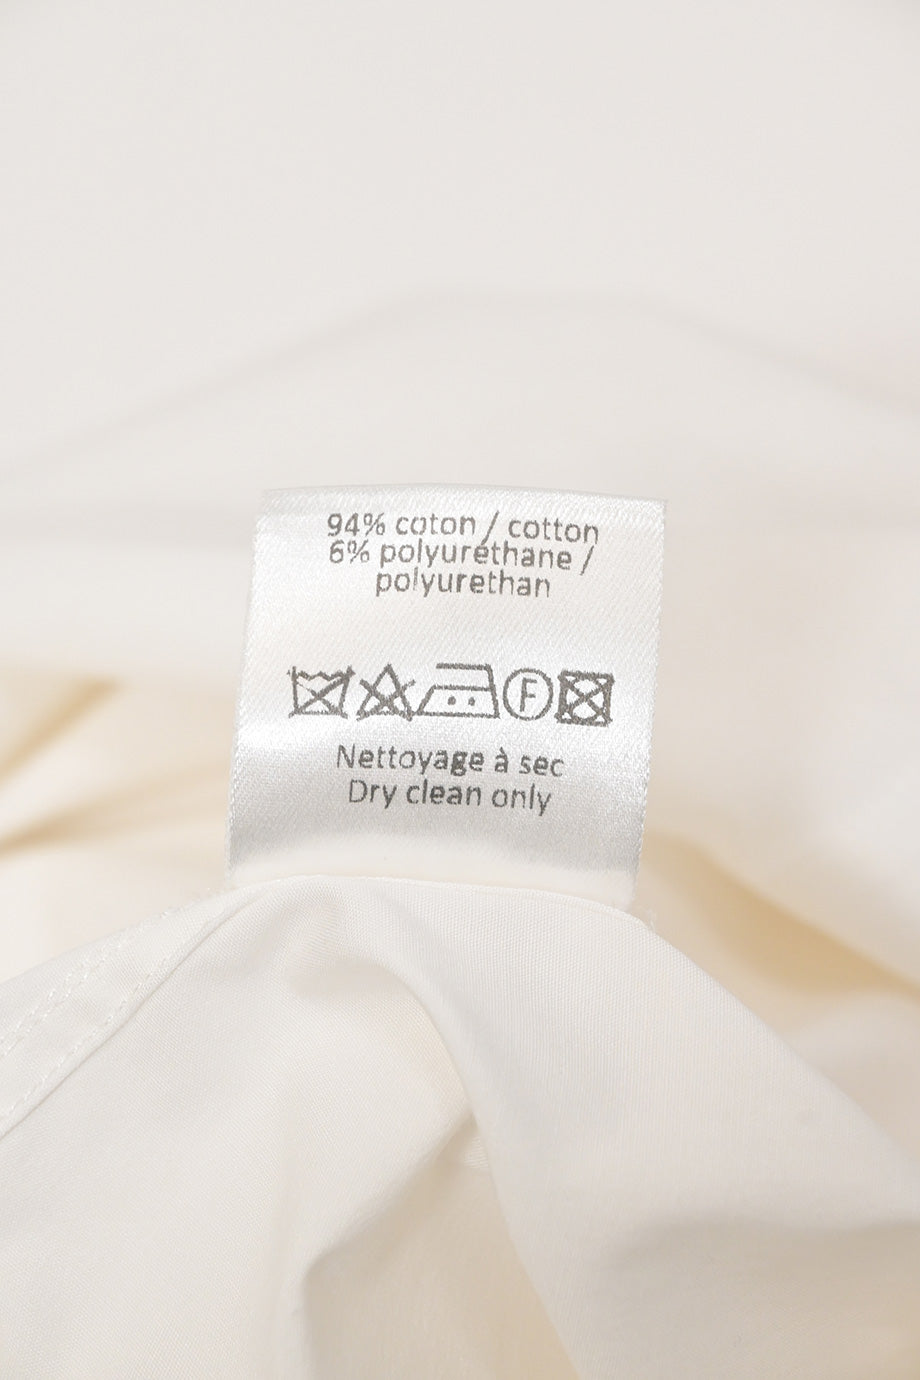 94% coton / cotton
6% polyuréthane /
polyurethan
F
Nettoyage à sec
Dry clean only